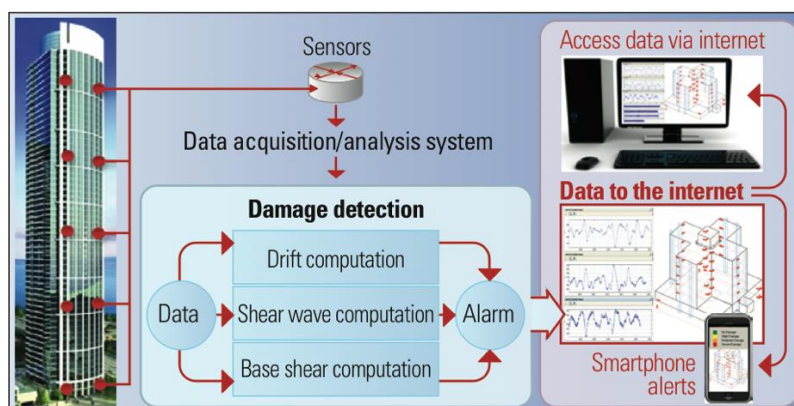 Sensors
Data acquisition/analysis system
Damage detection
Data
Drift computation
Shear wave computation
Base shear computation
Alarm
Access data via internet
Data to the internet
Smartphone
alerts